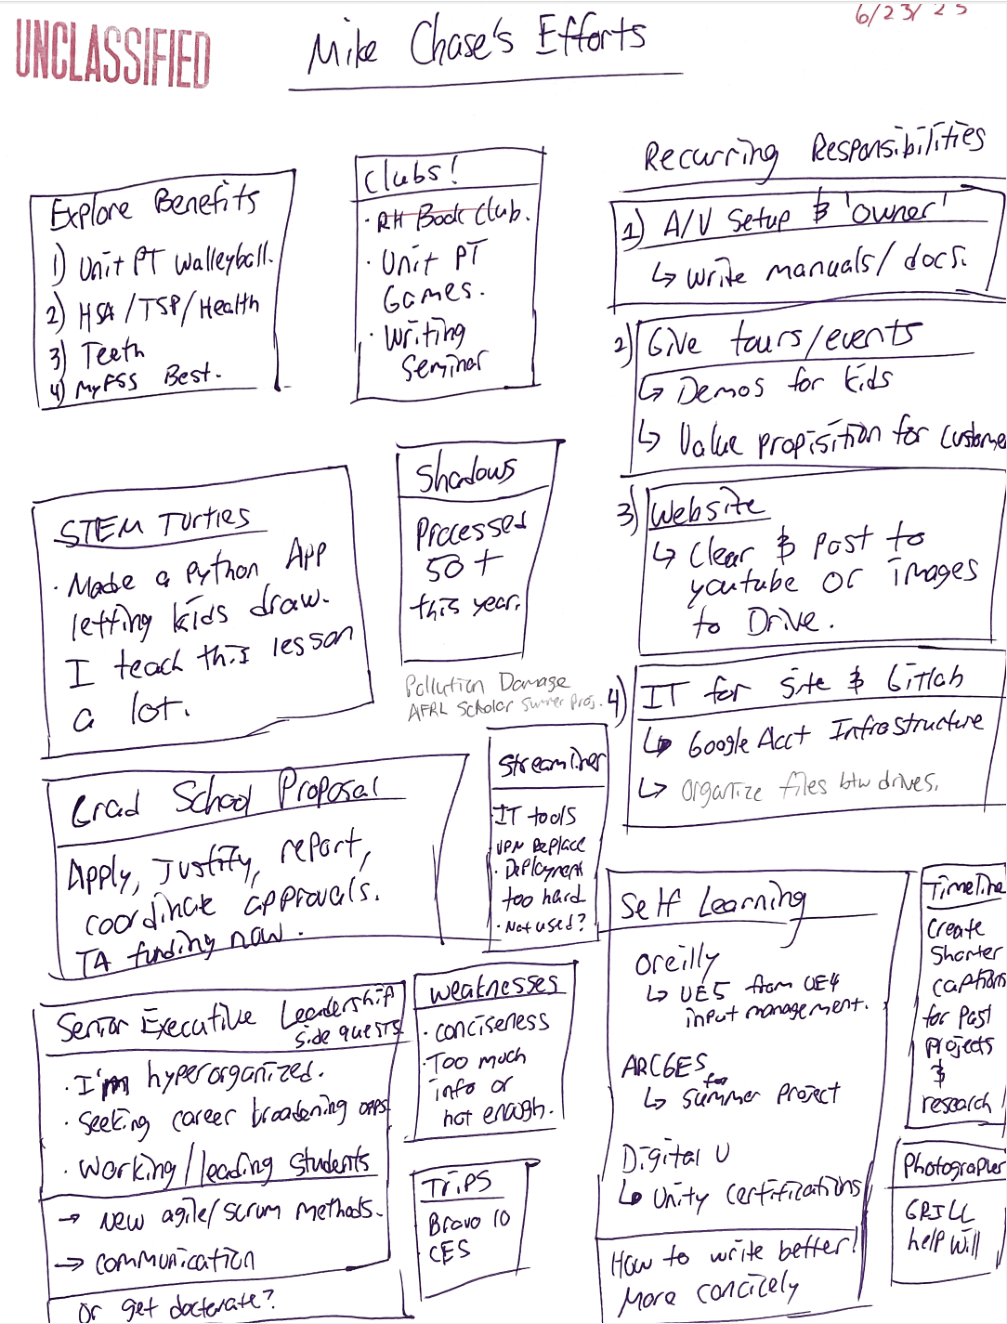 UNCLASSIFIED
6/23/25
Mike Chase's Efforts
Explore Benefits
1) Unit PT Walleyball.
2) HSA/TSP/Health
3) Teeth
4) MyFSS Best.
Clubs!
· RH Book Club.
· Unit PT
Games.
· Writing
Seminar
Recurring Responsibilities
1) A/V Setup & 'owner'
↳ Write manuals/docs.
2) Give tours/events
↳ Demos for kids
↳ Value propisition for custome
3) Website
↳ Clear & Post to
youtube or images
to Drive.
4) IT for Site & Gitlab
↳ Google Acct Infrastructure
↳ Organize files btw drives.
STEM Turtles
· Made a Python App
letting kids draw.
I teach this lesson
a lot.
Shadows
Processed
50+
this year.
Pollution Damage
AFRL Scholar Summer Proj.
Grad School Proposal
Apply, Justify, report,
coordinate approvals.
TA funding now.
Streamliner
IT tools
VPN Replace
· Deployment
too hard
· Not used?
Self Learning
Oreilly
↳ UE5 from UE4
input management.
ARCGES
↳ for summer project
Digital U
↳ Unity certifications
How to write better!
More concicely
Timeline
Create
Shorter
captions
for Past
Projects
&
research
Senior Executive Leadership
side quests
· I'm hyperorganized.
· Seeking career broadening opps
· Working/leading students
→ New agile/scrum methods.
→ communication
Or get doctorate?
Weaknesses
· conciseness
· Too much
info or
not enough.
Trips
Bravo 10
CES
Photographer
GRILL
help Will